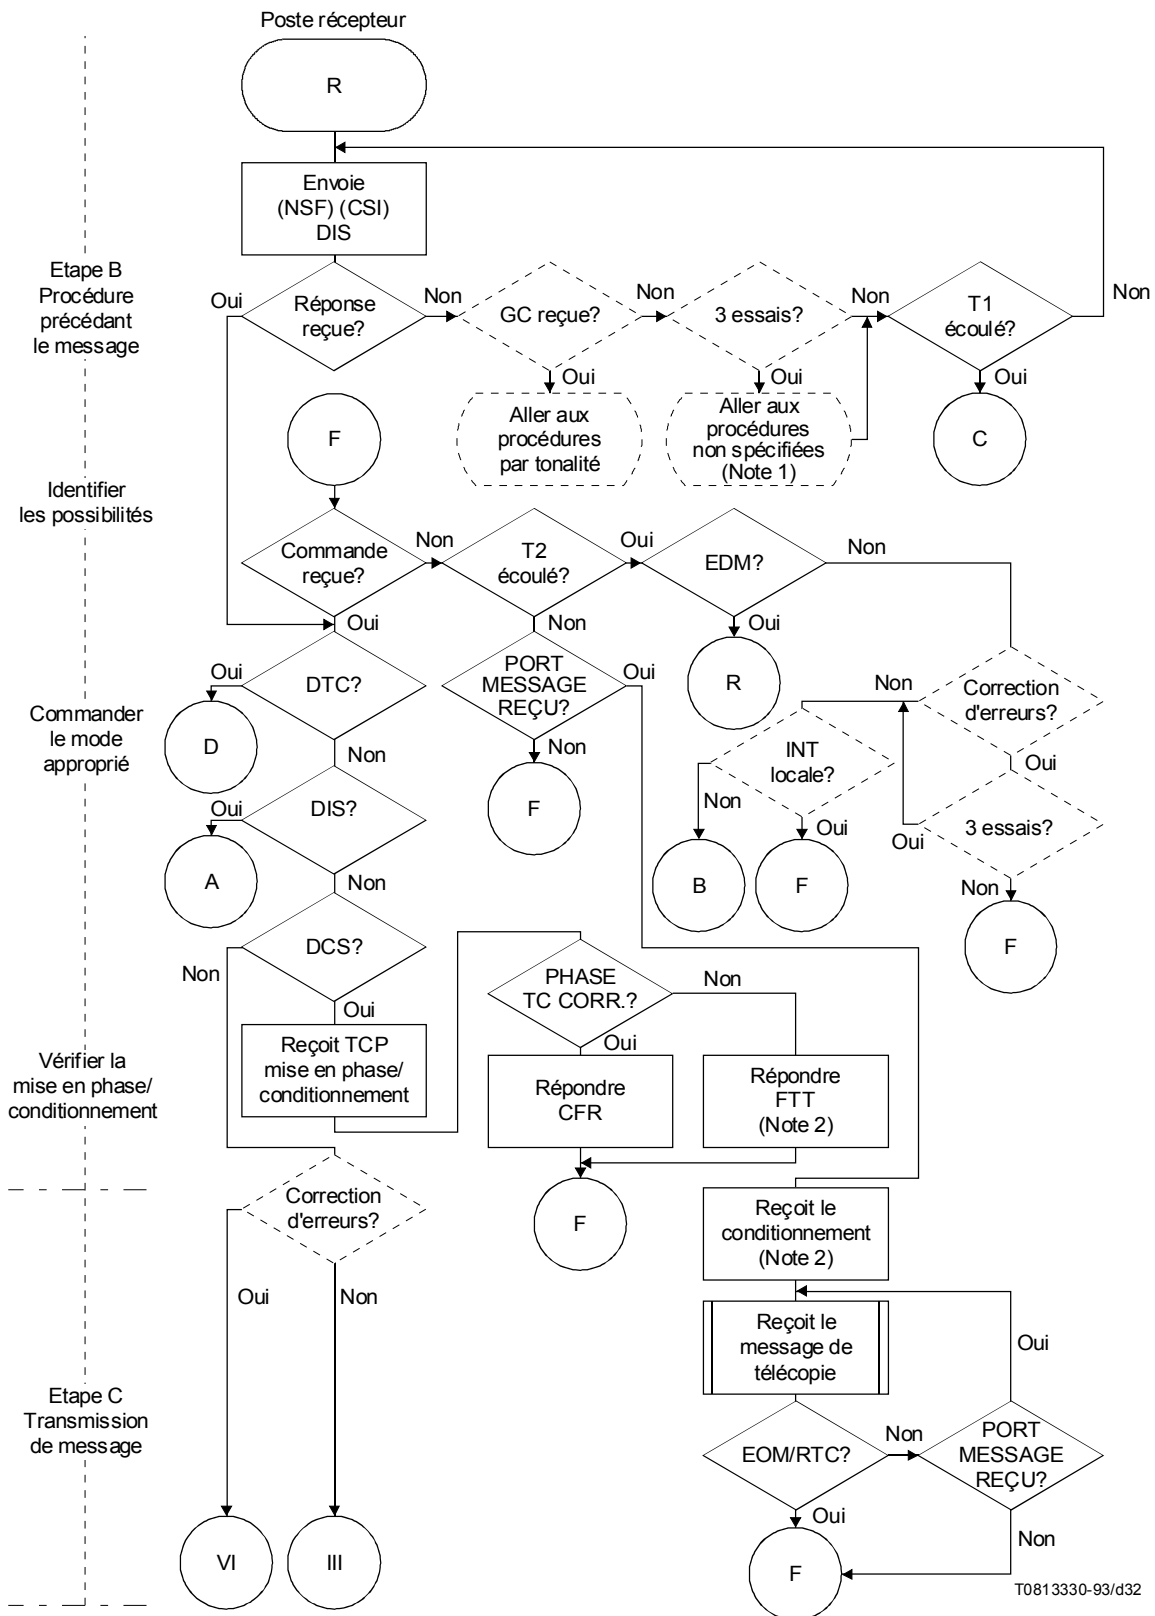 Poste récepteur
R
Envoie
(NSF) (CSI)
DIS
Etape B
Procédure
précédant
le message
Oui
Réponse
reçue?
Non
GC reçue?
Non
3 essais?
Non
T1
écoulé?
Non
Oui
Oui
Oui
Aller aux
procédures
par tonalité
Aller aux
procédures
non spécifiées
(Note 1)
C
F
Identifier
les possibilités
Commande
reçue?
Non
T2
écoulé?
Oui
EDM?
Non
Oui
Non
Oui
Oui
DTC?
PORT
MESSAGE
REÇU?
Oui
R
Non
Correction
d'erreurs?
Commander
le mode
approprié
D
Non
Non
F
INT
locale?
Oui
Oui
DIS?
Non
Oui
Oui
3 essais?
A
Non
B
F
Non
F
DCS?
Non
Oui
PHASE
TC CORR.?
Non
Oui
Vérifier la
mise en phase/
conditionnement
Reçoit TCP
mise en phase/
conditionnement
Répondre
CFR
Répondre
FTT
(Note 2)
Correction
d'erreurs?
F
Reçoit le
conditionnement
(Note 2)
Oui
Non
Reçoit le
message de
télécopie
Oui
Etape C
Transmission
de message
EOM/RTC?
Non
PORT
MESSAGE
REÇU?
Oui
Non
VI
III
F
T0813330-93/d32